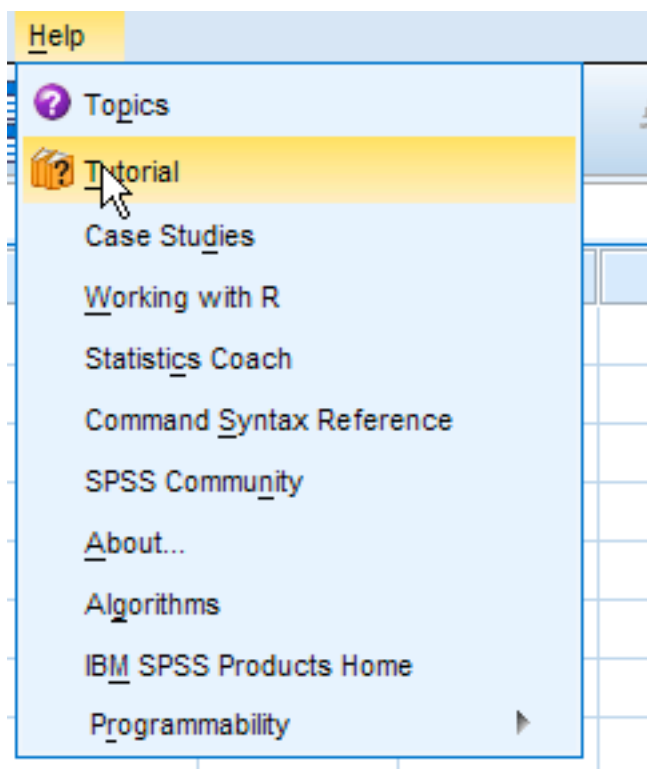 Help
Topics
Tutorial
Case Studies
Working with R
Statistics Coach
Command Syntax Reference
SPSS Community
About...
Algorithms
IBM SPSS Products Home
Programmability